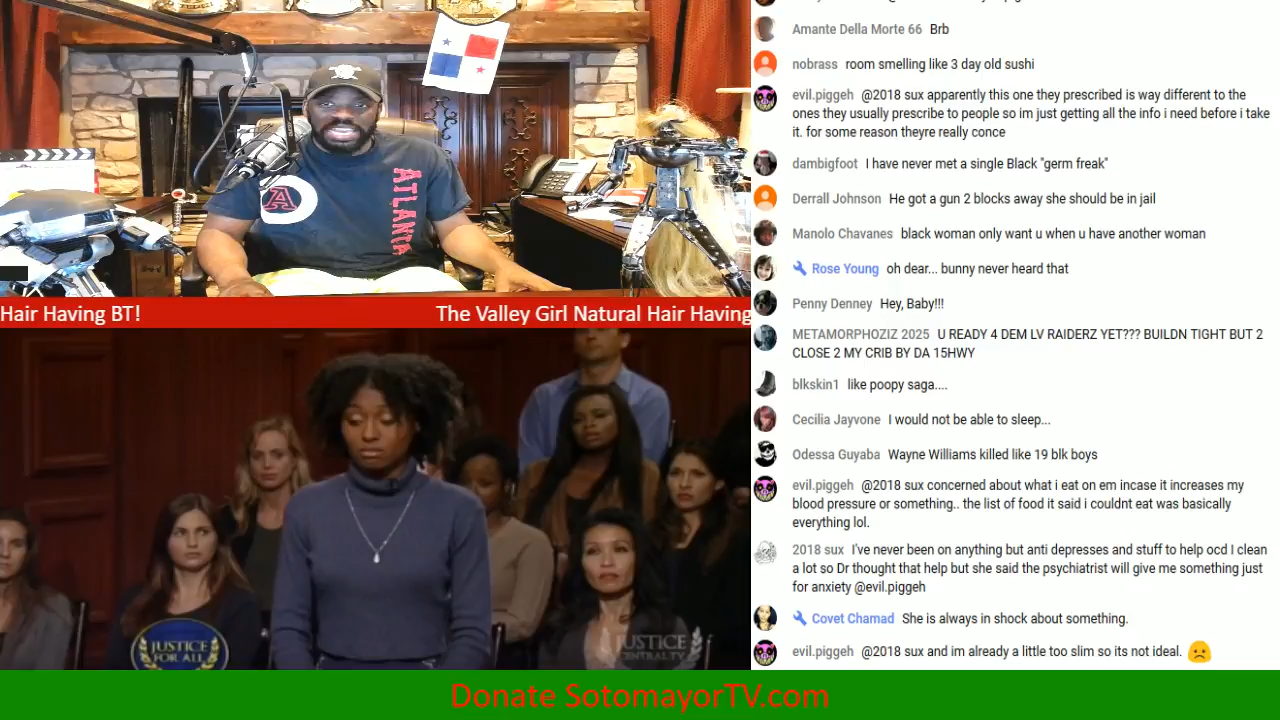 ATLANTA
A
Hair Having BT!
The Valley Girl Natural Hair Having
JUSTICE
FOR ALL
JUSTICE
CENTRAL.TV
Amante Della Morte 66 Brb
nobrass room smelling like 3 day old sushi
evil.piggeh @2018 sux apparently this one they prescribed is way different to the
ones they usually prescribe to people so im just getting all the info i need before i take
it. for some reason theyre really conce
dambigfoot I have never met a single Black "germ freak"
Derrall Johnson He got a gun 2 blocks away she should be in jail
Manolo Chavanes black woman only want u when u have another woman
Rose Young oh dear... bunny never heard that
Penny Denney Hey, Baby!!!
METAMORPHOZIZ 2025 U READY 4 DEM LV RAIDERZ YET??? BUILDN TIGHT BUT 2
CLOSE 2 MY CRIB BY DA 15HWY
blkskin1 like poopy saga....
Cecilia Jayvone I would not be able to sleep...
Odessa Guyaba Wayne Williams killed like 19 blk boys
evil.piggeh @2018 sux concerned about what i eat on em incase it increases my
blood pressure or something.. the list of food it said i couldnt eat was basically
everything lol.
2018 sux I've never been on anything but anti depresses and stuff to help ocd I clean
a lot so Dr thought that help but she said the psychiatrist will give me something just
for anxiety @evil.piggeh
Covet Chamad She is always in shock about something.
evil.piggeh @2018 sux and im already a little too slim so its not ideal.
Donate SotomayorTV.com